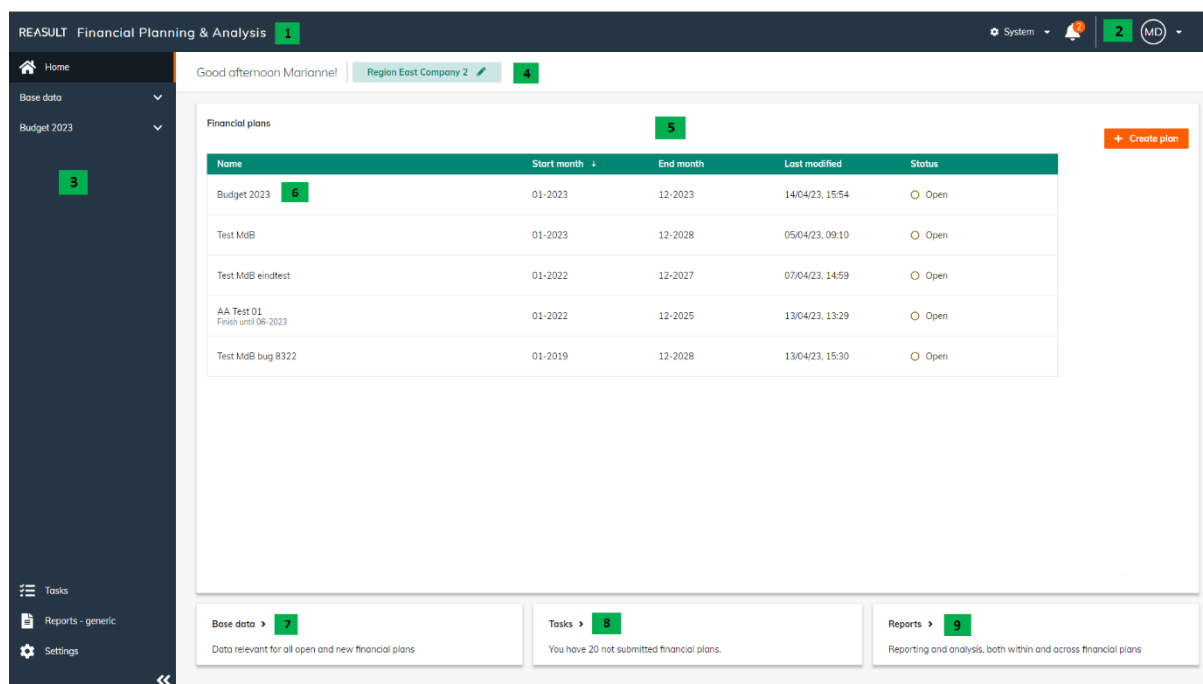 REASULT Financial Planning & Analysis 1 System 2 2 MD
Home
Good afternoon Marianne! Region East Company 2 4
Base data
Budget 2023
3
Financial plans 5
+ Create plan
Name Start month ↓ End month Last modified Status
Budget 2023 6 01-2023 12-2023 14/04/23, 15:54 Open
Test MdB 01-2023 12-2028 05/04/23, 09:10 Open
Test MdB eindtest 01-2022 12-2027 07/04/23, 14:59 Open
AA Test 01 01-2022 12-2025 13/04/23, 13:29 Open
Finish until 06-2023
Test MdB bug 8322 01-2019 12-2028 13/04/23, 15:30 Open
Tasks
Reports - generic
Settings
Base data > 7
Data relevant for all open and new financial plans
Tasks > 8
You have 20 not submitted financial plans.
Reports > 9
Reporting and analysis, both within and across financial plans